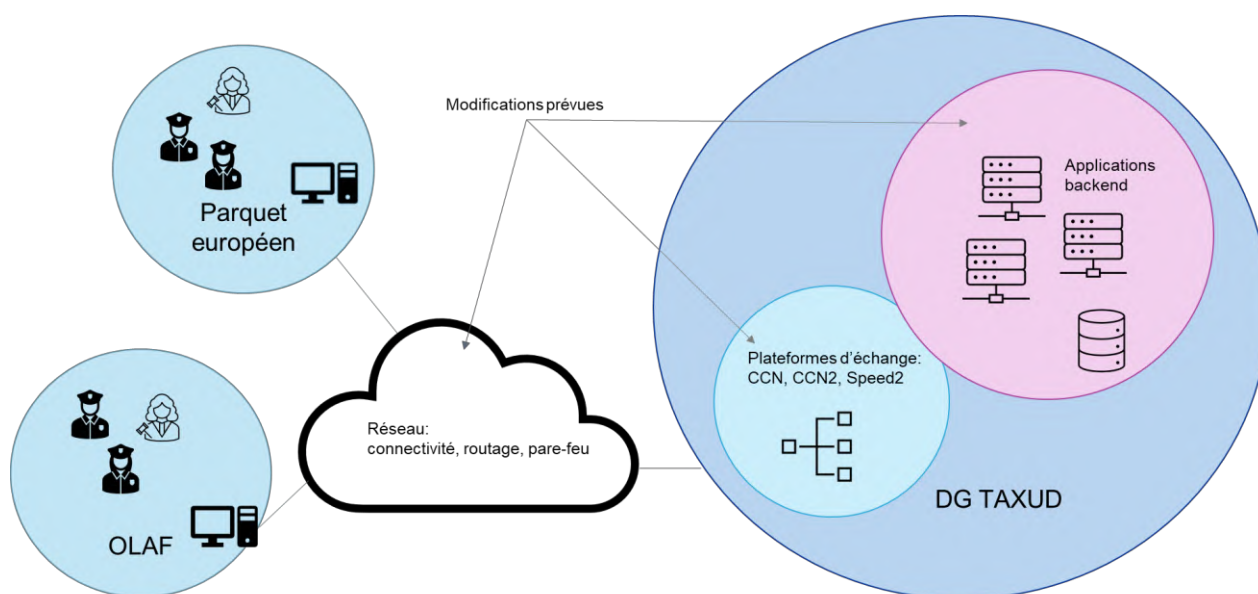 Modifications prévues
Parquet
européen
Applications
backend
Plateformes d'échange:
CCN, CCN2, Speed2
Réseau:
connectivité, routage, pare-feu
OLAF
DG TAXUD